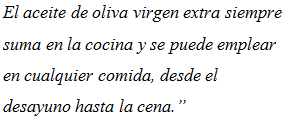 El aceite de oliva virgen extra siempre
suma en la cocina y se puede emplear
en cualquier comida, desde el
desayuno hasta la cena.”